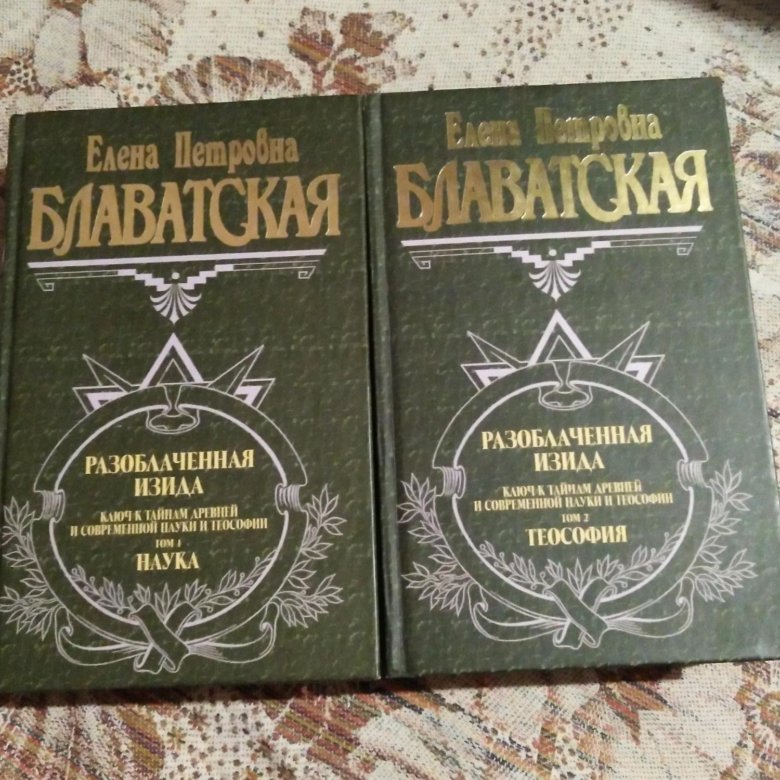 Елена Петровна
БЛАВАТСКАЯ
РАЗОБЛАЧЕННАЯ
ИЗИДА
КЛЮЧ К ТАЙНАМ ДРЕВНЕЙ
И СОВРЕМЕННОЙ НАУКИ И ТЕОСОФИИ
ТОМ 1
НАУКА
Елена Петровна
БЛАВАТСКАЯ
РАЗОБЛАЧЕННАЯ
ИЗИДА
КЛЮЧ К ТАЙНАМ ДРЕВНЕЙ
И СОВРЕМЕННОЙ НАУКИ И ТЕОСОФИИ
ТОМ 2
ТЕОСОФИЯ